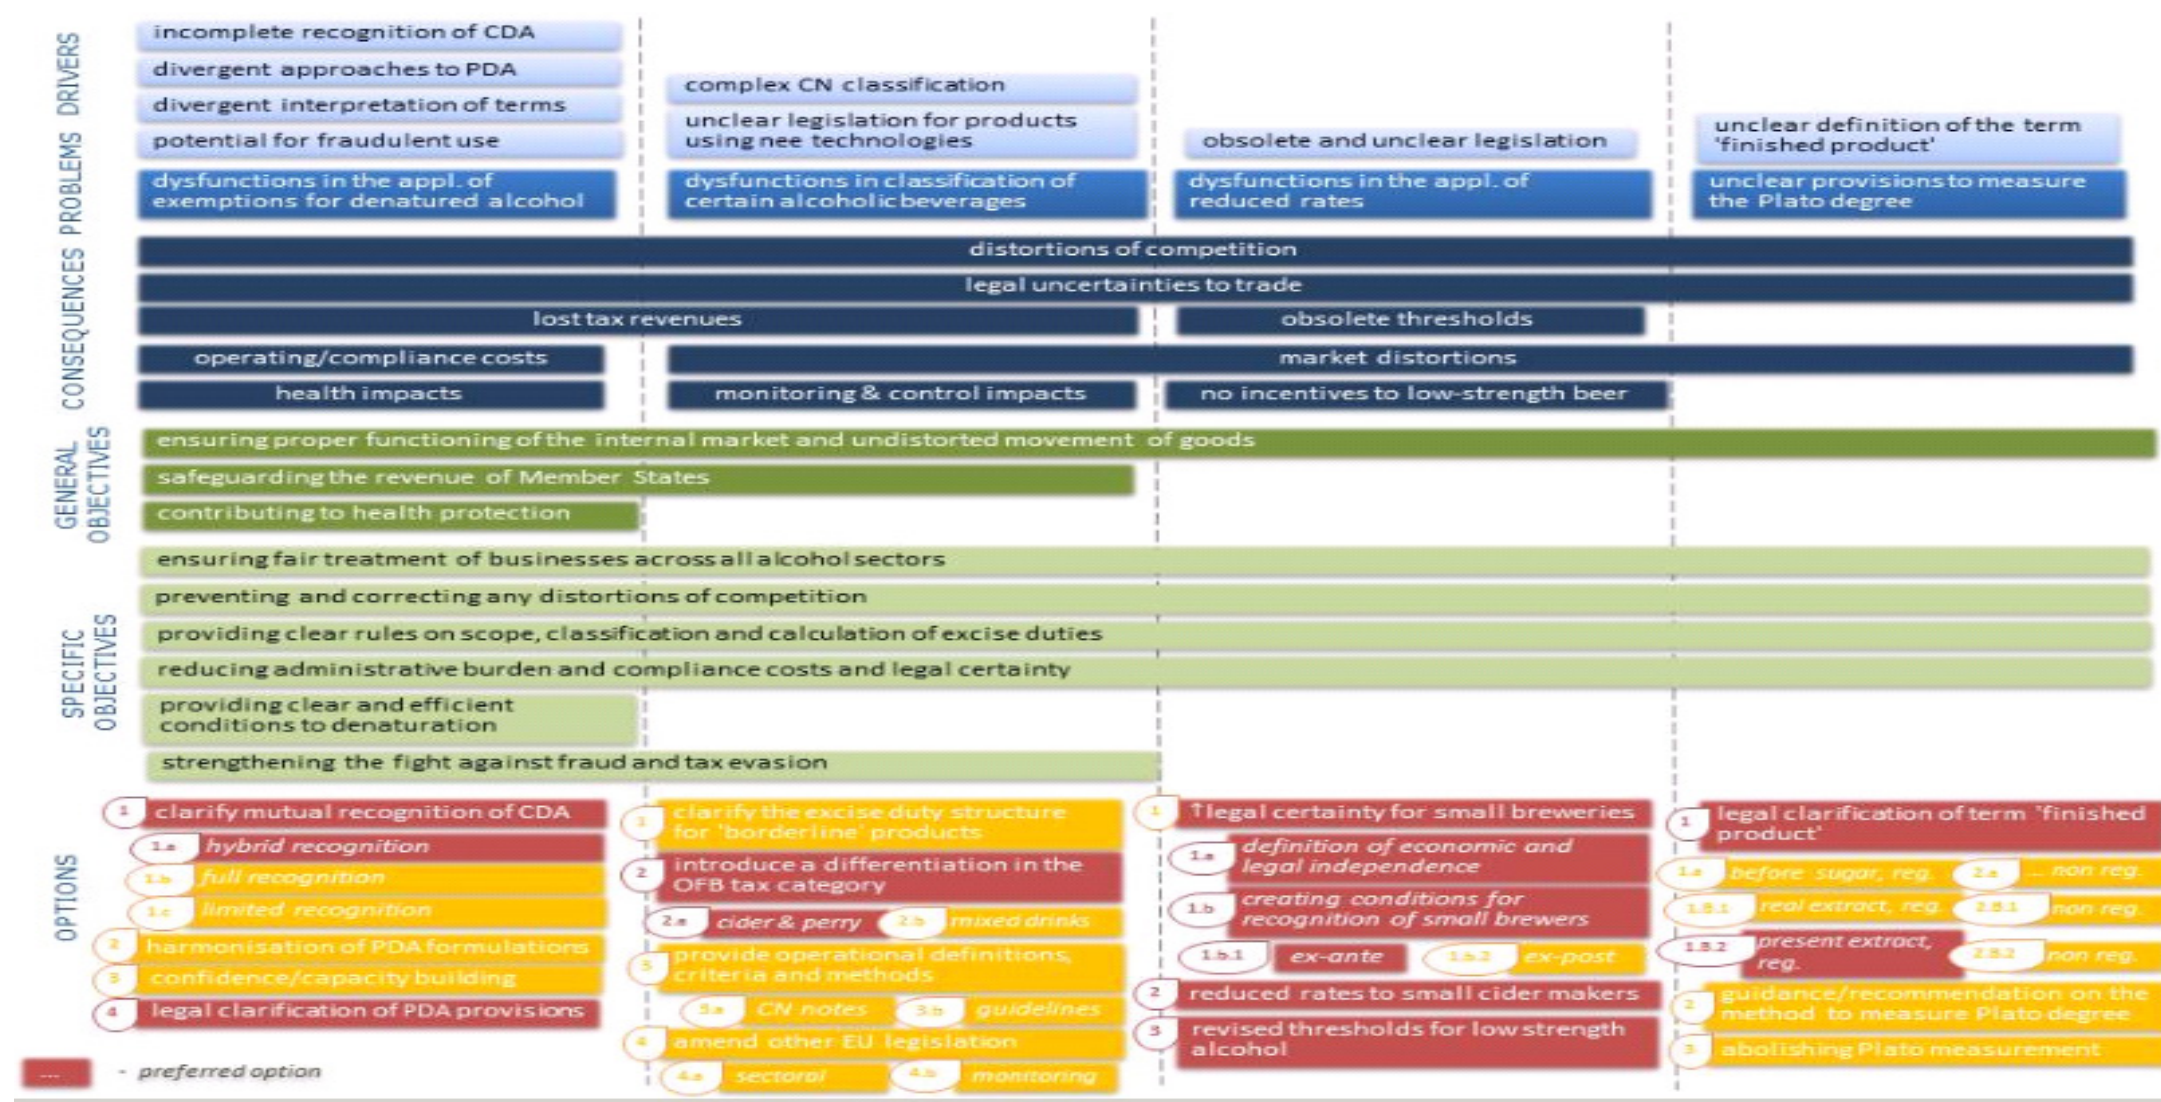 DRIVERS
incomplete recognition of CDA
divergent approaches to PDA
divergent interpretation of terms
potential for fraudulent use
complex CN classification
unclear legislation for products
using nee technologies
obsolete and unclear legislation
unclear definition of the term
'finished product'
PROBLEMS
dysfunctions in the appl. of
exemptions for denatured alcohol
dysfunctions in classification of
certain alcoholic beverages
dysfunctions in the appl. of
reduced rates
unclear provisions to measure
the Plato degree
CONSEQUENCES
distortions of competition
legal uncertainties to trade
lost tax revenues
obsolete thresholds
operating/compliance costs
market distortions
health impacts
monitoring & control impacts
no incentives to low-strength beer
GENERAL
OBJECTIVES
ensuring proper functioning of the internal market and undistorted movement of goods
safeguarding the revenue of Member States
contributing to health protection
SPECIFIC
OBJECTIVES
ensuring fair treatment of businesses across all alcohol sectors
preventing and correcting any distortions of competition
providing clear rules on scope, classification and calculation of excise duties
reducing administrative burden and compliance costs and legal certainty
providing clear and efficient
conditions to denaturation
strengthening the fight against fraud and tax evasion
OPTIONS
1 clarify mutual recognition of CDA
1.a hybrid recognition
1.b full recognition
1.c limited recognition
2 harmonisation of PDA formulations
3 confidence/capacity building
4 legal clarification of PDA provisions
1 clarify the excise duty structure
for 'borderline' products
2 introduce a differentiation in the
OFB tax category
2.a cider & perry
2.b mixed drinks
3 provide operational definitions,
criteria and methods
3.a CN notes
3.b guidelines
4 amend other EU legislation
4.a sectoral
4.b monitoring
1 ↑legal certainty for small breweries
1.a definition of economic and
legal independence
1.b creating conditions for
recognition of small brewers
1.b.1 ex-ante
1.b.2 ex-post
2 reduced rates to small cider makers
3 revised thresholds for low strength
alcohol
1 legal clarification of term 'finished
product'
1.a before sugar, reg.
2.a ... non reg.
1.B.1 real extract, reg.
2.B.1 non reg.
1.B.2 present extract,
reg.
2.B.2 non reg.
2 guidance/recommendation on the
method to measure Plato degree
3 abolishing Plato measurement
... - preferred option